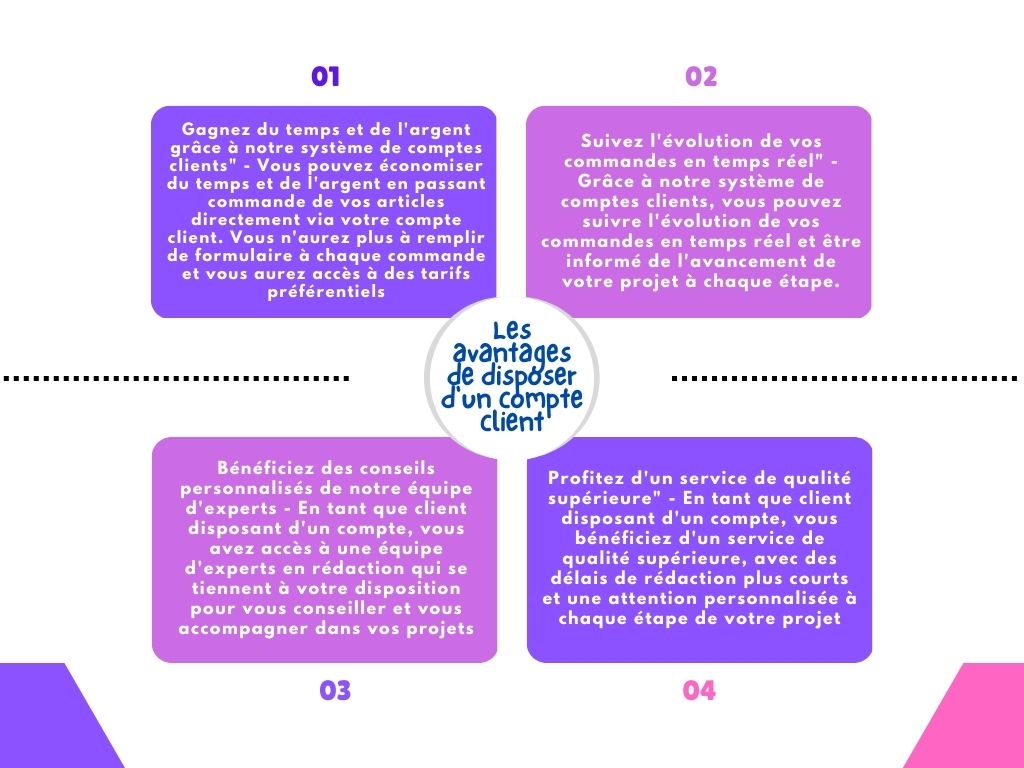 01
Gagnez du temps et de l'argent
grâce à notre système de comptes
clients" - Vous pouvez économiser
du temps et de l'argent en passant
commande de vos articles
directement via votre compte
client. Vous n'aurez plus à remplir
de formulaire à chaque commande
et vous aurez accès à des tarifs
préférentiels
02
Suivez l'évolution de vos
commandes en temps réel" -
Grâce à notre système de
comptes clients, vous pouvez
suivre l'évolution de vos
commandes en temps réel et être
informé de l'avancement de
votre projet à chaque étape.
Les
avantages
de disposer
d'un compte
client
Bénéficiez des conseils
personnalisés de notre équipe
d'experts - En tant que client
disposant d'un compte, vous
avez accès à une équipe
d'experts en rédaction qui se
tiennent à votre disposition
pour vous conseiller et vous
accompagner dans vos projets
03
Profitez d'un service de qualité
supérieure" - En tant que client
disposant d'un compte, vous
bénéficiez d'un service de
qualité supérieure, avec des
délais de rédaction plus courts
et une attention personnalisée à
chaque étape de votre projet
04